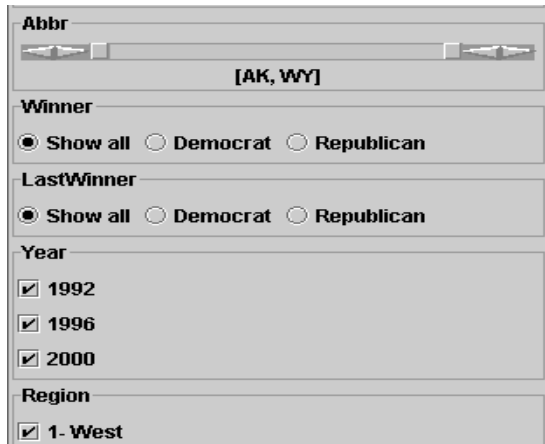 Abbr
[AK, WY]
Winner
Show all Democrat Republican
LastWinner
Show all Democrat Republican
Year
1992
1996
2000
Region
1- West